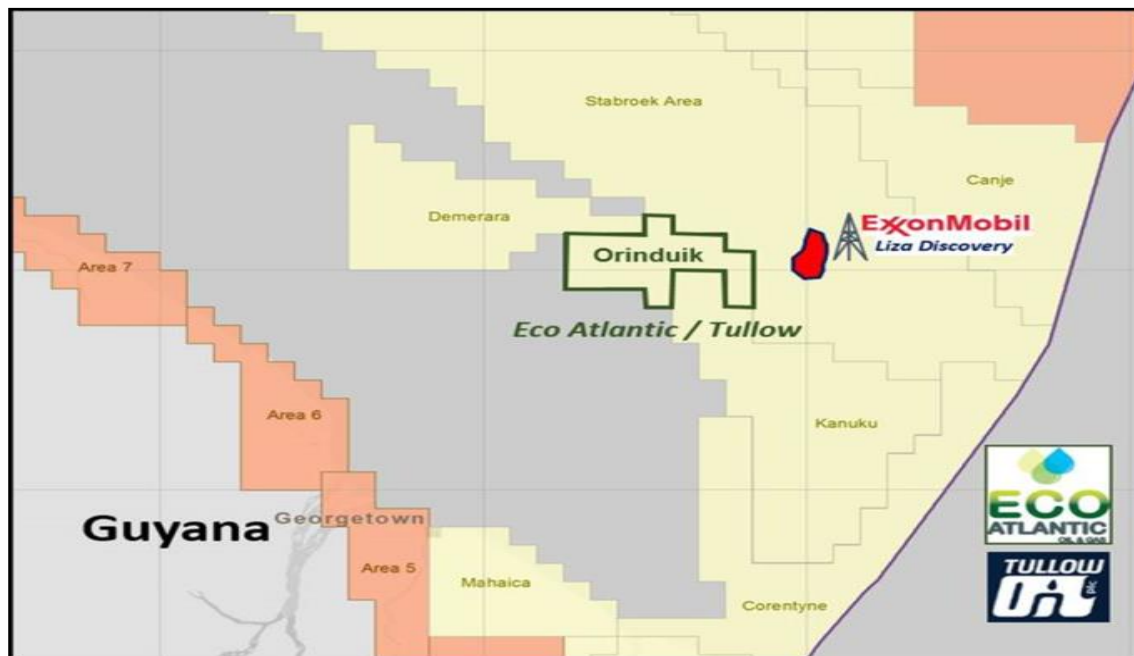 Stabroek Area
Canje
Demerara
ExxonMobil
Liza Discovery
Orinduik
Area 7
Eco Atlantic / Tullow
Area 6
Kanuku
Guyana
Georgetown
ECO
ATLANTIC
OIL & GAS
Area 5
Mahaica
TULLOW
Oil plc
Corentyne